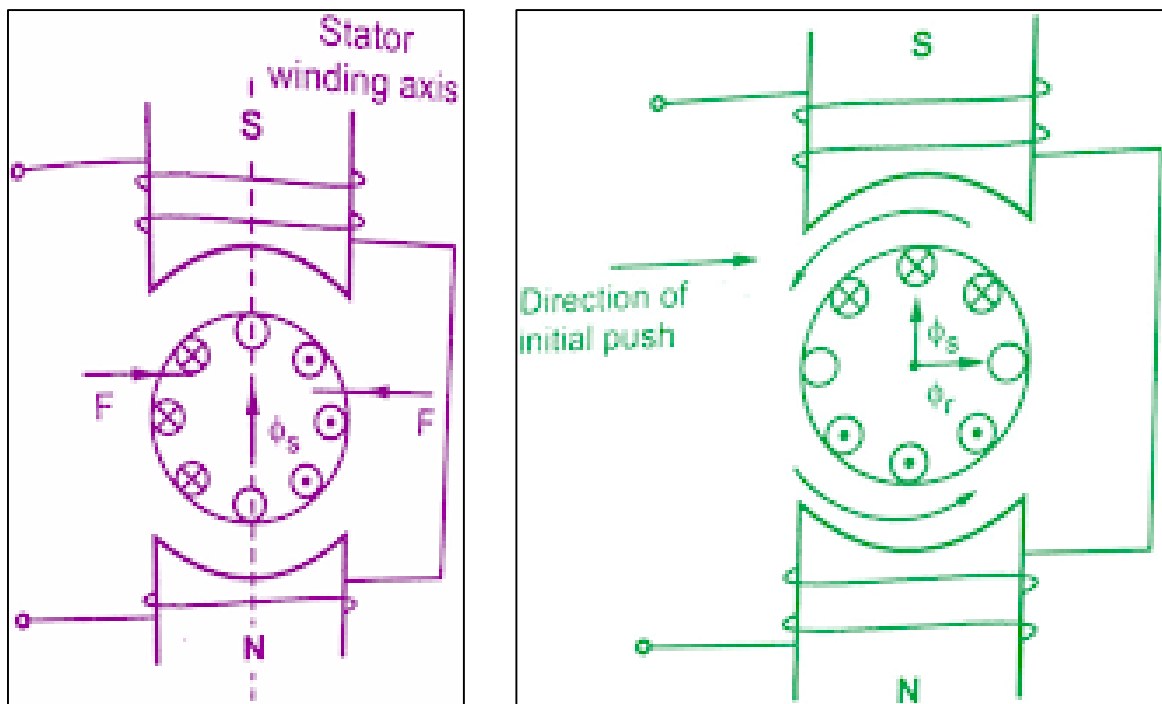 Stator
winding axis
S
F
F
ϕs
N
S
Direction of
initial push
ϕs
ϕr
N